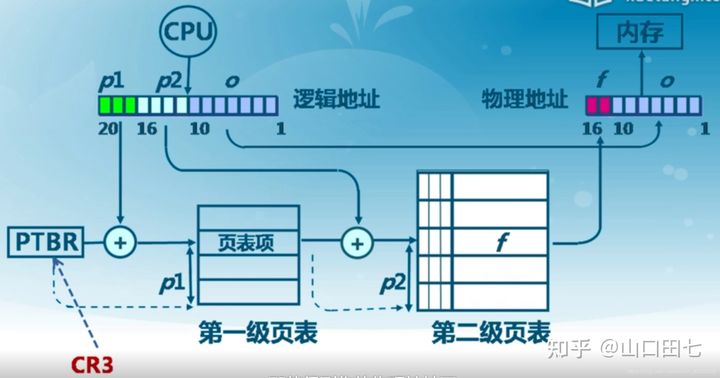 CPU
内存
p1 p2 o
逻辑地址
物理地址
f o
20 16 10 1
16 10 1
PTBR
+
页表项
+
f
p1
p2
第一级页表
第二级页表
CR3
知乎 @山口田七